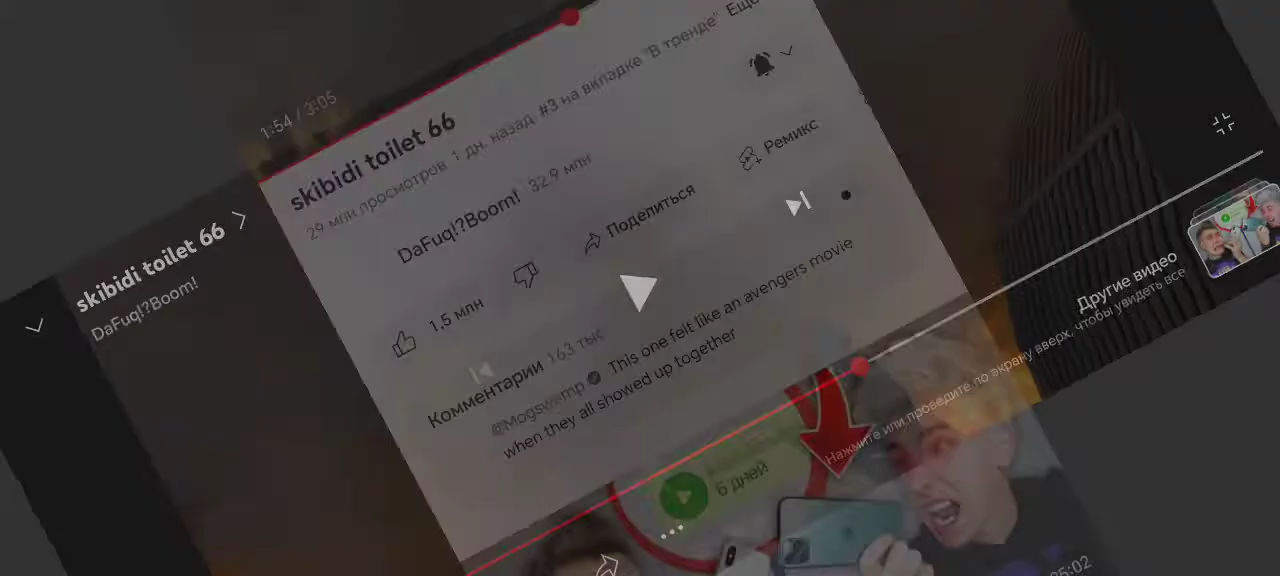 1:54 / 3:05
skibidi toilet 66
DaFuq!?Boom!
skibidi toilet 66
29 млн просмотров 1 дн. назад #3 на вкладке "В тренде" Ещё
DaFuq!?Boom! 32,9 млн
1,5 млн
Поделиться
Ремикс
Комментарии 163 тыс
@Mogswamp This one felt like an avengers movie
when they all showed up together
Другие видео
Нажмите или проведите по экрану вверх, чтобы увидеть все
6 дней